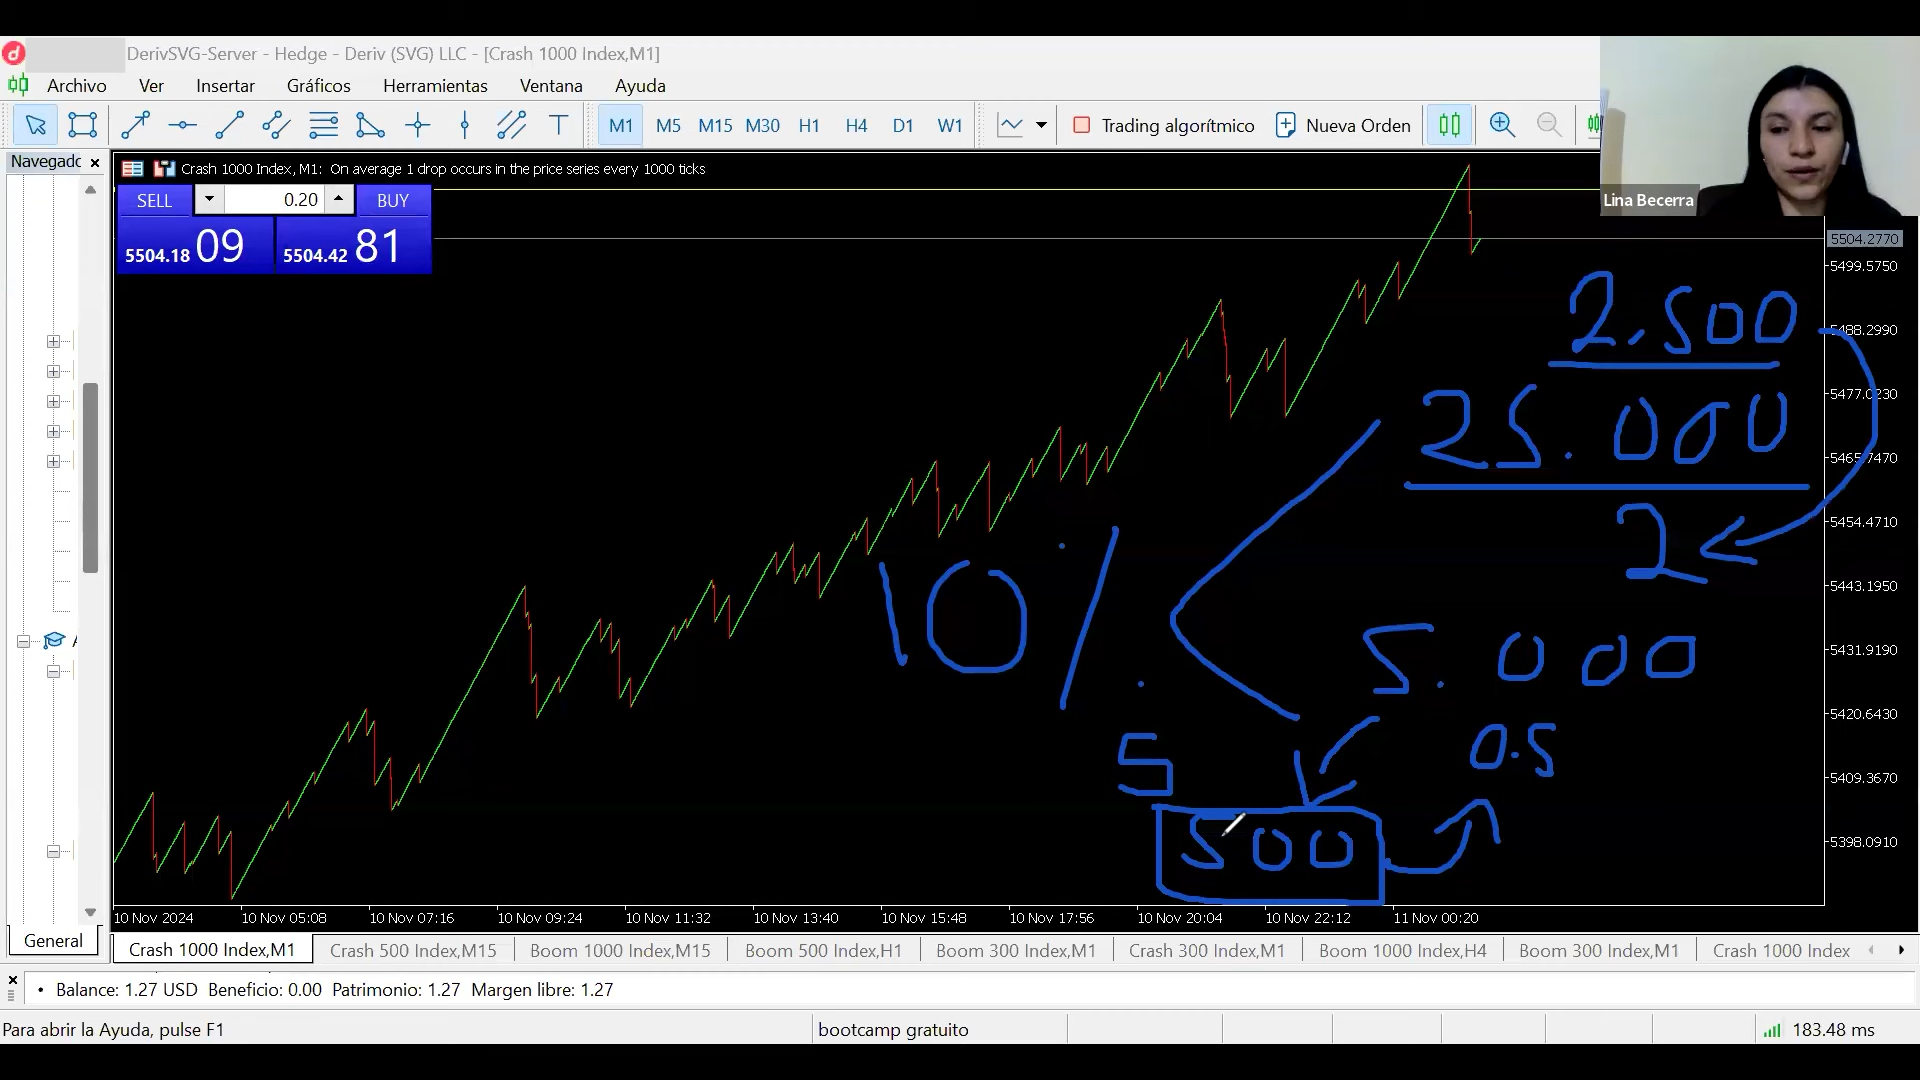 DerivSVG-Server - Hedge - Deriv (SVG) LLC - [Crash 1000 Index,M1]
Archivo Ver Insertar Gráficos Herramientas Ventana Ayuda
M1 M5 M15 M30 H1 H4 D1 W1 Trading algorítmico Nueva Orden
Navegado
Crash 1000 Index, M1: On average 1 drop occurs in the price series every 1000 ticks
SELL 0.20 BUY
5504.18 09 5504.42 81
Lina Becerra
5504.2770
5499.5750
5488.2990
5477.0230
5465.7470
5454.4710
5443.1950
5431.9190
5420.6430
5409.3670
5398.0910
2.500
25.000
2
10/
5.000
0.5
5
500
10 Nov 2024 10 Nov 05:08 10 Nov 07:16 10 Nov 09:24 10 Nov 11:32 10 Nov 13:40 10 Nov 15:48 10 Nov 17:56 10 Nov 20:04 10 Nov 22:12 11 Nov 00:20
General
Crash 1000 Index,M1 Crash 500 Index,M15 Boom 1000 Index,M15 Boom 500 Index,H1 Boom 300 Index,M1 Crash 300 Index,M1 Boom 1000 Index,H4 Boom 300 Index,M1 Crash 1000 Index
• Balance: 1.27 USD Beneficio: 0.00 Patrimonio: 1.27 Margen libre: 1.27
Para abrir la Ayuda, pulse F1 bootcamp gratuito 183.48 ms